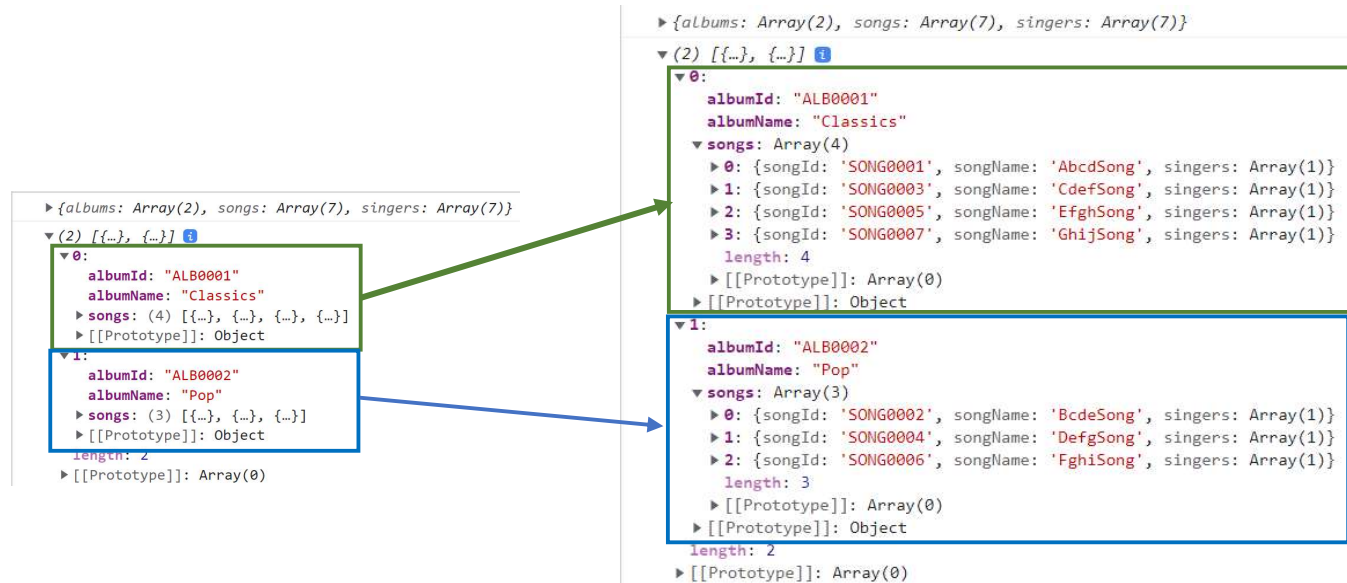 ▶ {albums: Array(2), songs: Array(7), singers: Array(7)}
▼ (2) [{…}, {…}] i
▼ 0:
albumId: "ALB0001"
albumName: "Classics"
▶ songs: (4) [{…}, {…}, {…}, {…}]
▶ [[Prototype]]: Object
▼ 1:
albumId: "ALB0002"
albumName: "Pop"
▶ songs: (3) [{…}, {…}, {…}]
▶ [[Prototype]]: Object
length: 2
▶ [[Prototype]]: Array(0)
▶ {albums: Array(2), songs: Array(7), singers: Array(7)}
▼ (2) [{…}, {…}] i
▼ 0:
albumId: "ALB0001"
albumName: "Classics"
▼ songs: Array(4)
▶ 0: {songId: 'SONG0001', songName: 'AbcdSong', singers: Array(1)}
▶ 1: {songId: 'SONG0003', songName: 'CdefSong', singers: Array(1)}
▶ 2: {songId: 'SONG0005', songName: 'EfghSong', singers: Array(1)}
▶ 3: {songId: 'SONG0007', songName: 'GhijSong', singers: Array(1)}
length: 4
▶ [[Prototype]]: Array(0)
▶ [[Prototype]]: Object
▼ 1:
albumId: "ALB0002"
albumName: "Pop"
▼ songs: Array(3)
▶ 0: {songId: 'SONG0002', songName: 'BcdeSong', singers: Array(1)}
▶ 1: {songId: 'SONG0004', songName: 'DefgSong', singers: Array(1)}
▶ 2: {songId: 'SONG0006', songName: 'FghiSong', singers: Array(1)}
length: 3
▶ [[Prototype]]: Array(0)
▶ [[Prototype]]: Object
length: 2
▶ [[Prototype]]: Array(0)